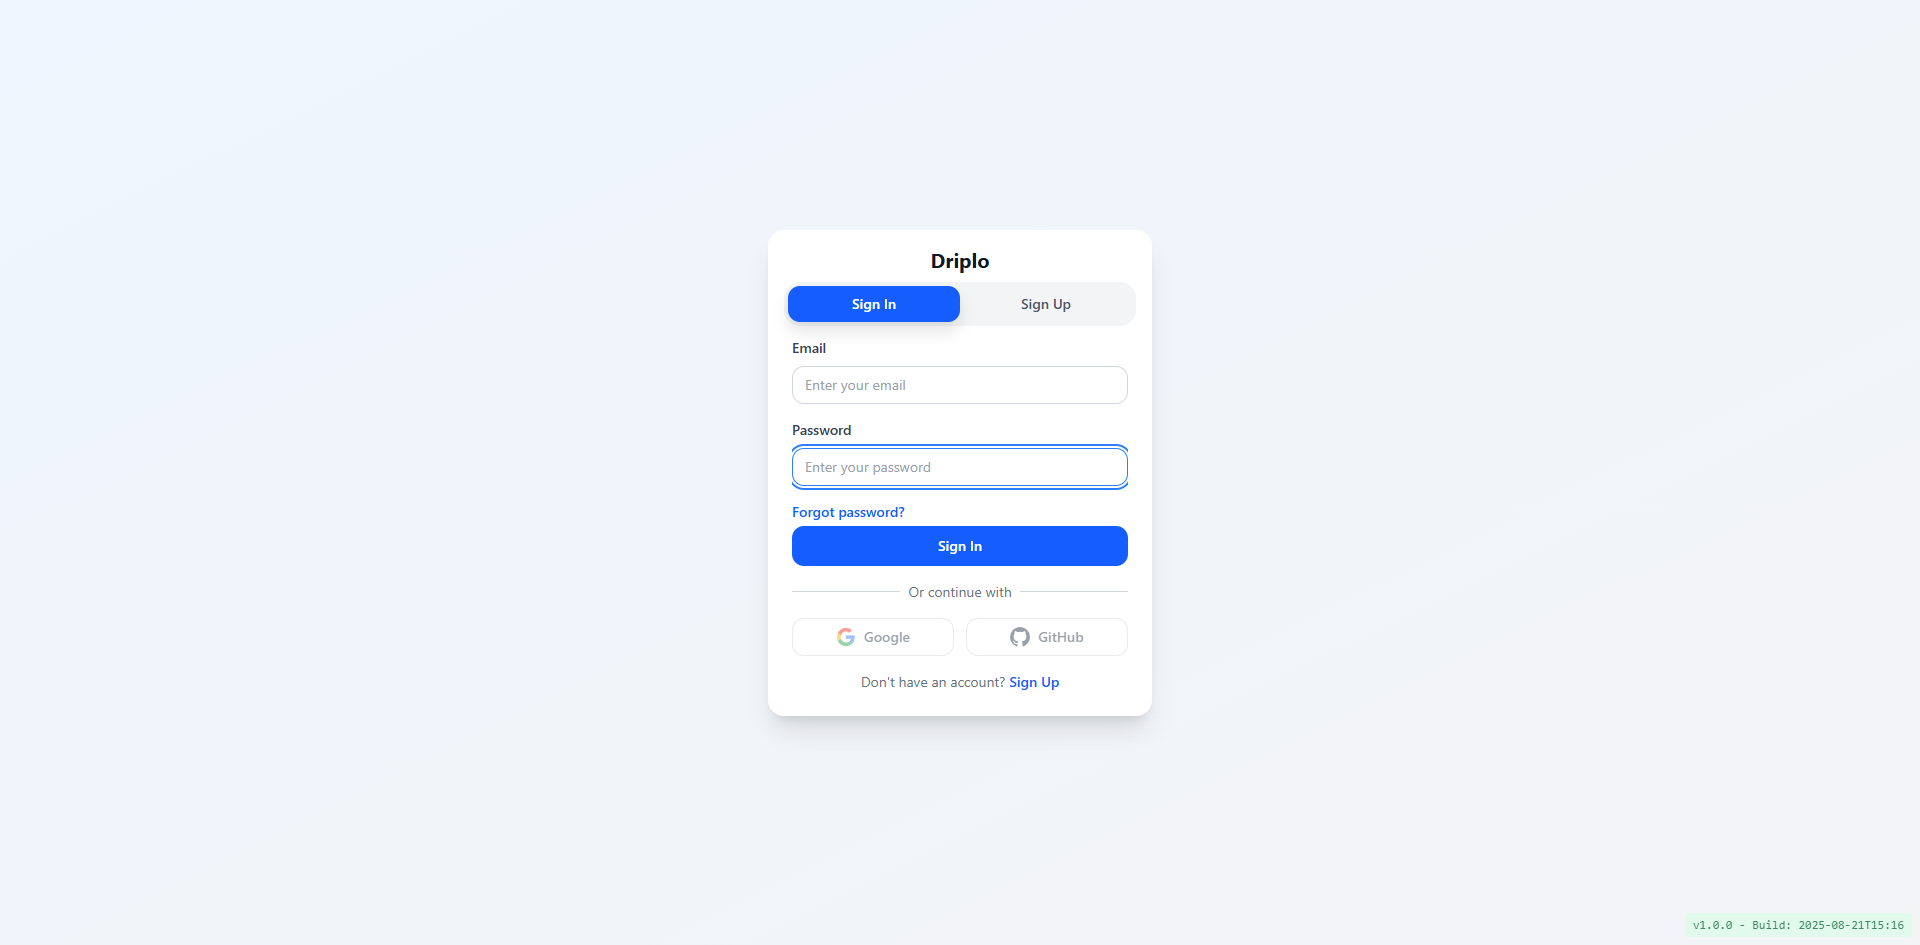 Driplo
Sign In Sign Up
Email
Enter your email
Password
Enter your password
Forgot password?
Sign In
Or continue with
Google GitHub
Don't have an account? Sign Up
v1.0.0 - Build: 2025-08-21T15:16